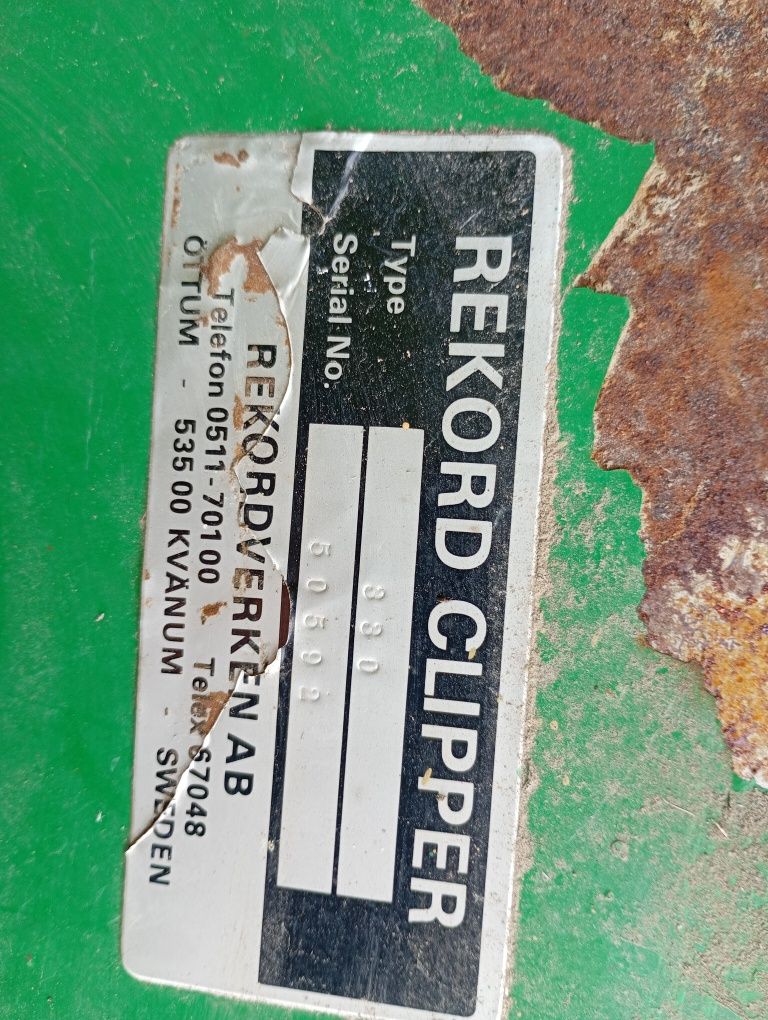 REKORD CLIPPER
Type 330
Serial No. 50592
REKORDVERKEN AB
Telefon 0511-70100 Telex 67048
ÖTTUM - 535 00 KVÄNUM - SWEDEN